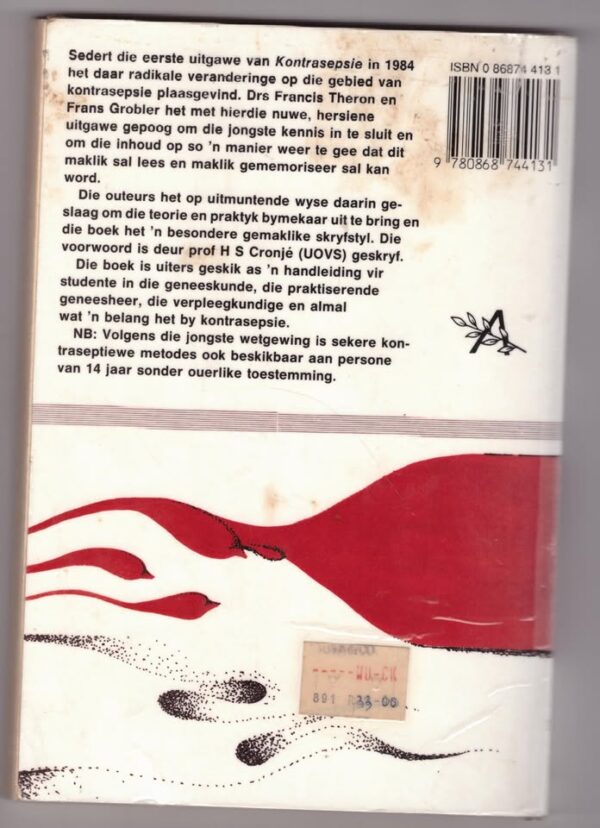 Sedert die eerste uitgawe van Kontrasepsie in 1984
het daar radikale veranderinge op die gebied van
kontrasepsie plaasgevind. Drs Francis Theron en
Frans Grobler het met hierdie nuwe, hersiene
uitgawe gepoog om die jongste kennis in te sluit en
om die inhoud op so 'n manier weer te gee dat dit
maklik sal lees en maklik gememoriseer sal kan
word.
Die outeurs het op uitmuntende wyse daarin ge-
slaag om die teorie en praktyk bymekaar uit te bring en
die boek het 'n besondere gemaklike skryfstyl. Die
voorwoord is deur prof H S Cronjé (UOVS) geskryf.
Die boek is uiters geskik as 'n handleiding vir
studente in die geneeskunde, die praktiserende
geneesheer, die verpleegkundige en almal
wat 'n belang het by kontrasepsie.
NB: Volgens die jongste wetgewing is sekere kon-
traseptiewe metodes ook beskikbaar aan persone
van 14 jaar sonder ouerlike toestemming.
ISBN 0 86874 413 1
9 780868 744131
A
891